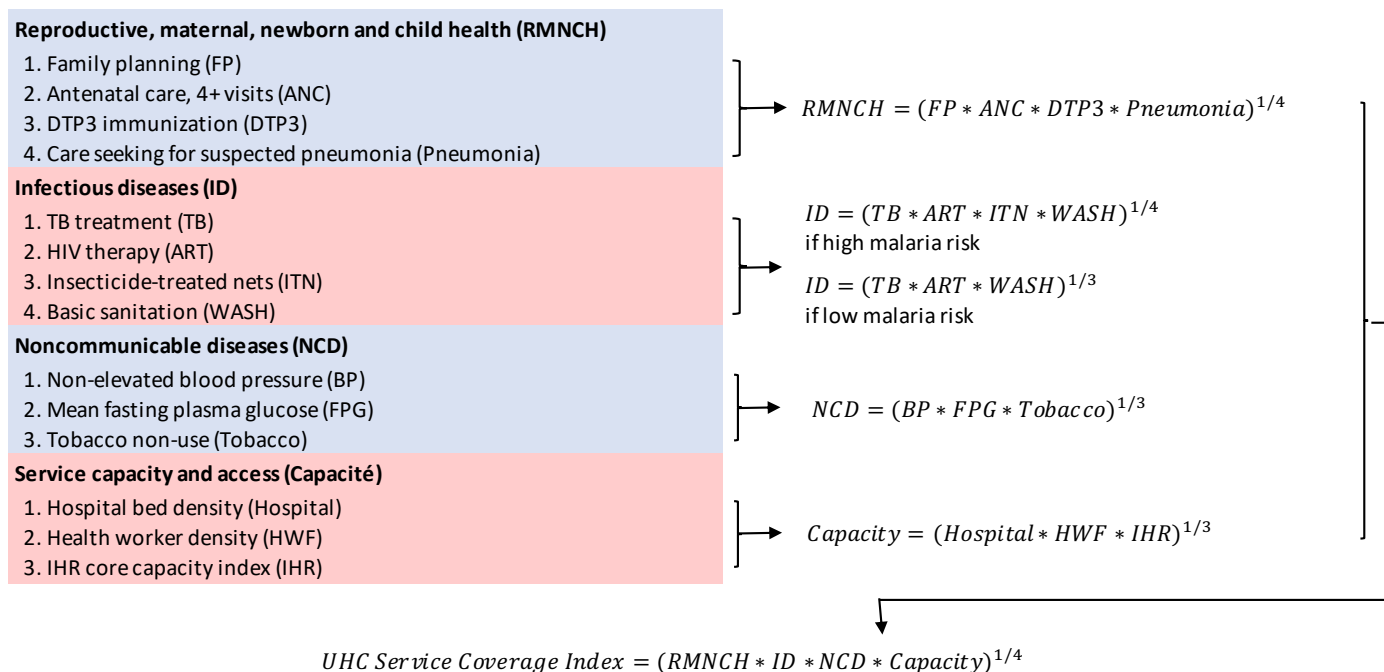 Reproductive, maternal, newborn and child health (RMNCH)
1. Family planning (FP)
2. Antenatal care, 4+ visits (ANC)
3. DTP3 immunization (DTP3)
4. Care seeking for suspected pneumonia (Pneumonia)
RMNCH = (FP * ANC * DTP3 * Pneumonia)^{1/4}
Infectious diseases (ID)
1. TB treatment (TB)
2. HIV therapy (ART)
3. Insecticide-treated nets (ITN)
4. Basic sanitation (WASH)
ID = (TB * ART * ITN * WASH)^{1/4}
if high malaria risk
ID = (TB * ART * WASH)^{1/3}
if low malaria risk
Noncommunicable diseases (NCD)
1. Non-elevated blood pressure (BP)
2. Mean fasting plasma glucose (FPG)
3. Tobacco non-use (Tobacco)
NCD = (BP * FPG * Tobacco)^{1/3}
Service capacity and access (Capacité)
1. Hospital bed density (Hospital)
2. Health worker density (HWF)
3. IHR core capacity index (IHR)
Capacity = (Hospital * HWF * IHR)^{1/3}
UHC Service Coverage Index = (RMNCH * ID * NCD * Capacity)^{1/4}